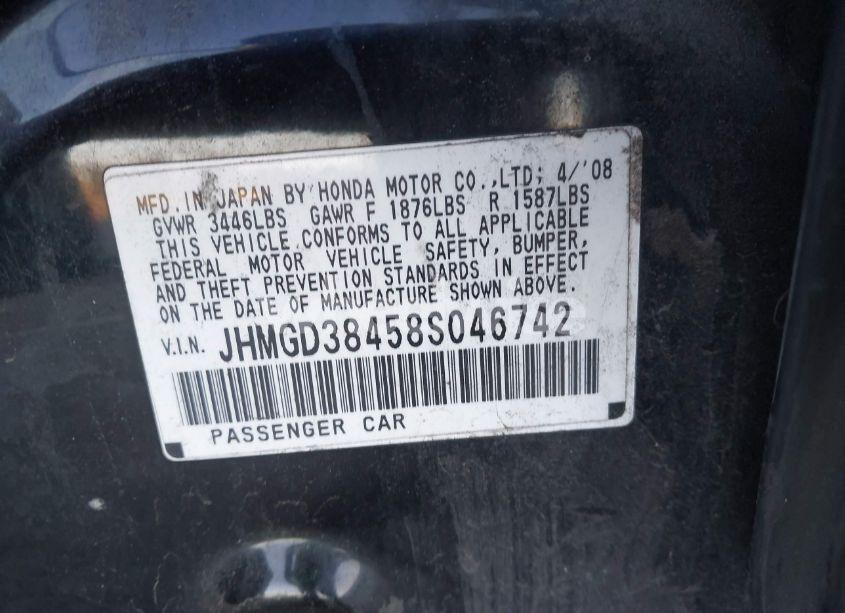 MFD. IN JAPAN BY HONDA MOTOR CO.,LTD; 4/'08
GVWR 3446LBS GAWR F 1876LBS R 1587LBS
THIS VEHICLE CONFORMS TO ALL APPLICABLE
FEDERAL MOTOR VEHICLE SAFETY, BUMPER,
AND THEFT PREVENTION STANDARDS IN EFFECT
ON THE DATE OF MANUFACTURE SHOWN ABOVE.
V.I.N. JHMGD38458S046742
PASSENGER CAR